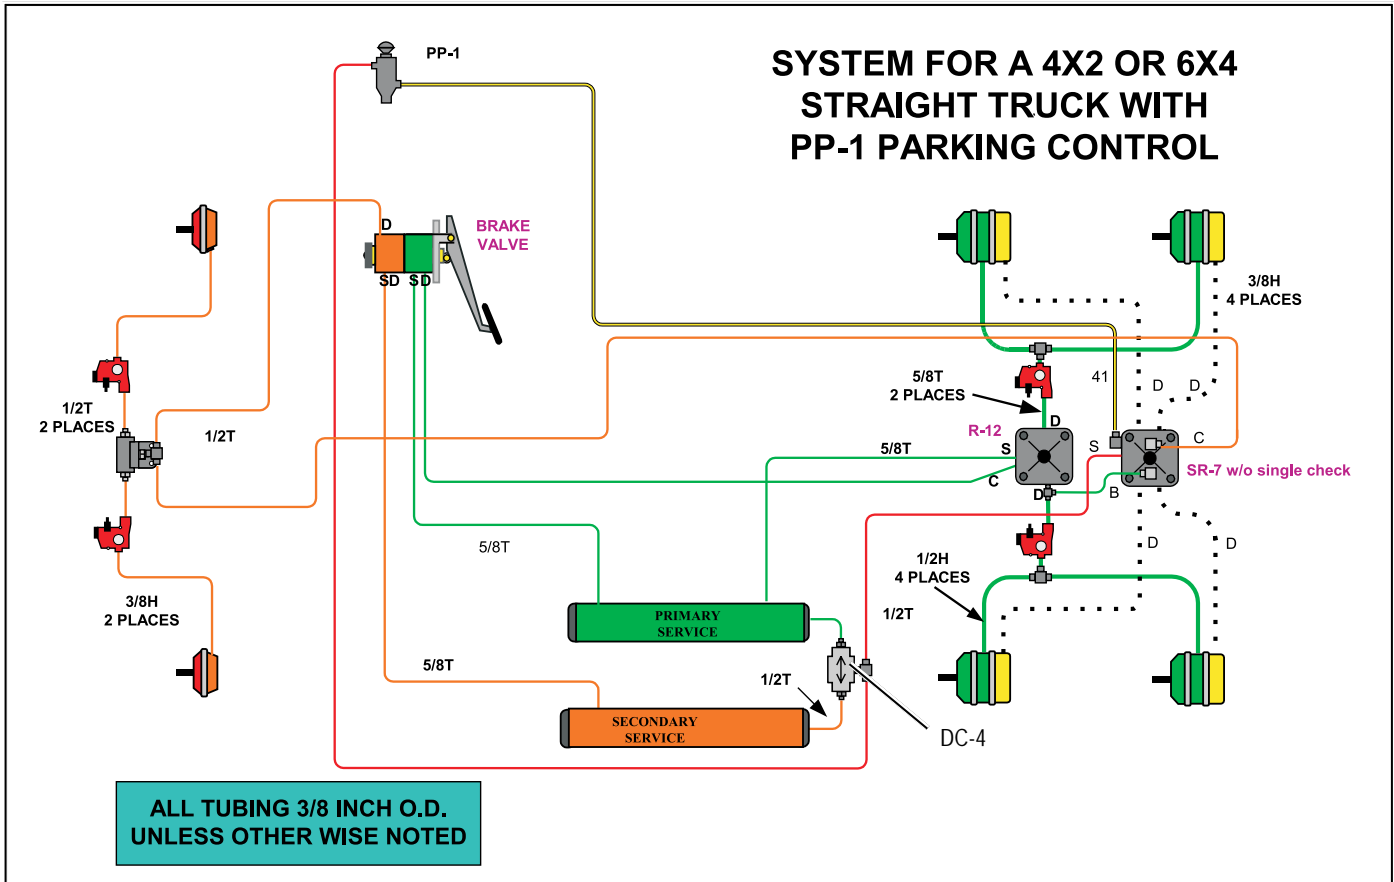 PP-1
SYSTEM FOR A 4X2 OR 6X4
STRAIGHT TRUCK WITH
PP-1 PARKING CONTROL
D
BRAKE
VALVE
SD
SD
3/8H
4 PLACES
5/8T
2 PLACES
41
D
D
1/2T
2 PLACES
1/2T
R-12
D
S
5/8T
C
S
C
SR-7 w/o single check
D
B
5/8T
D
D
1/2H
4 PLACES
1/2T
3/8H
2 PLACES
PRIMARY
SERVICE
5/8T
1/2T
SECONDARY
SERVICE
DC-4
ALL TUBING 3/8 INCH O.D.
UNLESS OTHER WISE NOTED